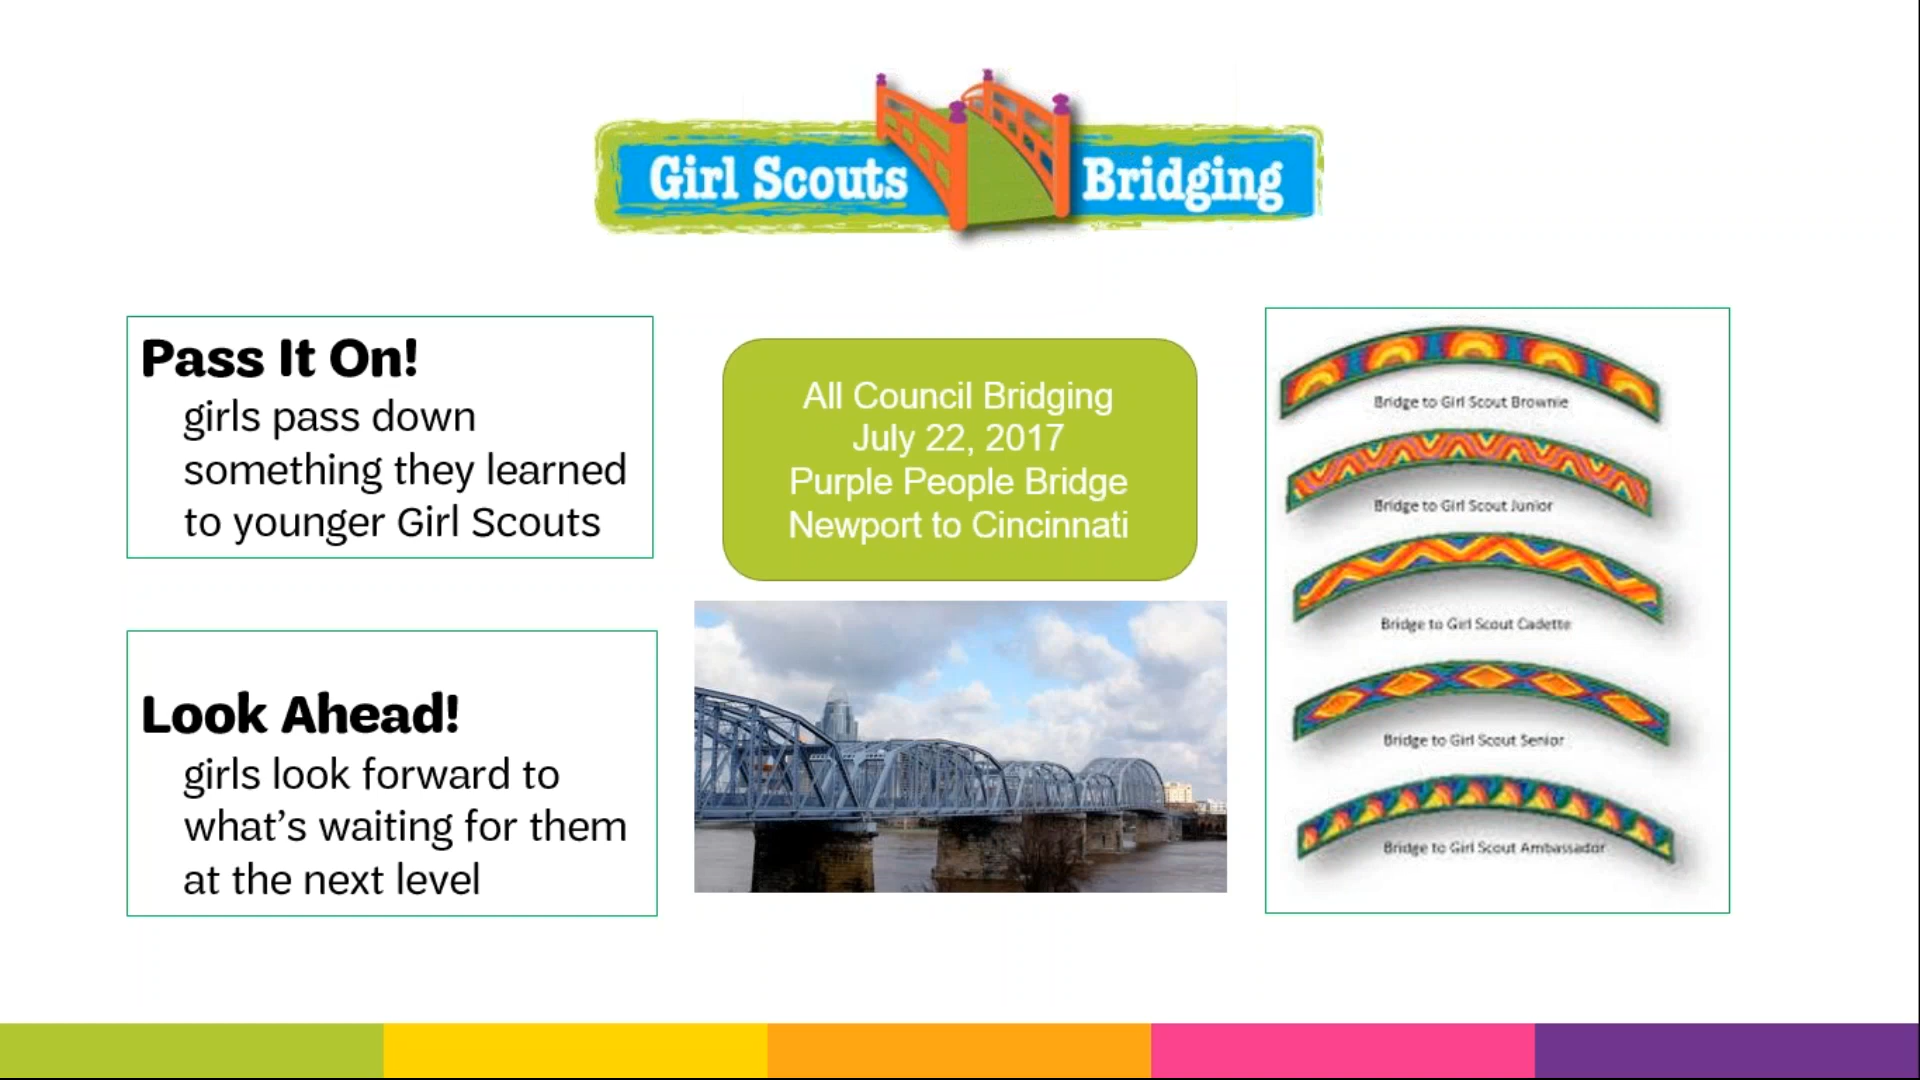 Girl Scouts Bridging
Pass It On!
girls pass down
something they learned
to younger Girl Scouts
Look Ahead!
girls look forward to
what’s waiting for them
at the next level
All Council Bridging
July 22, 2017
Purple People Bridge
Newport to Cincinnati
Bridge to Girl Scout Brownie
Bridge to Girl Scout Junior
Bridge to Girl Scout Cadette
Bridge to Girl Scout Senior
Bridge to Girl Scout Ambassador